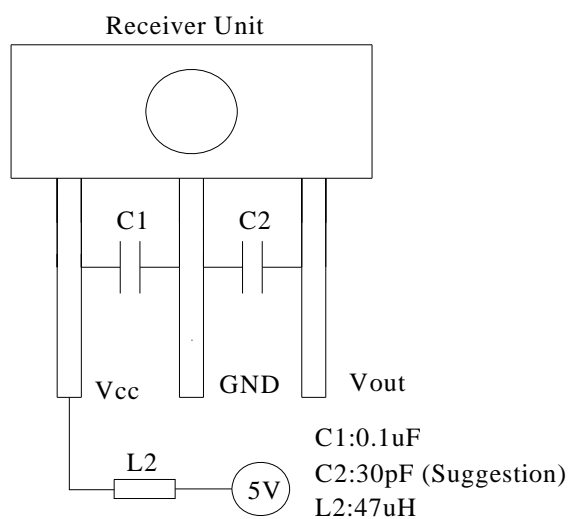 Receiver Unit
C1
C2
Vcc
GND
Vout
L2
5V
C1:0.1uF
C2:30pF (Suggestion)
L2:47uH